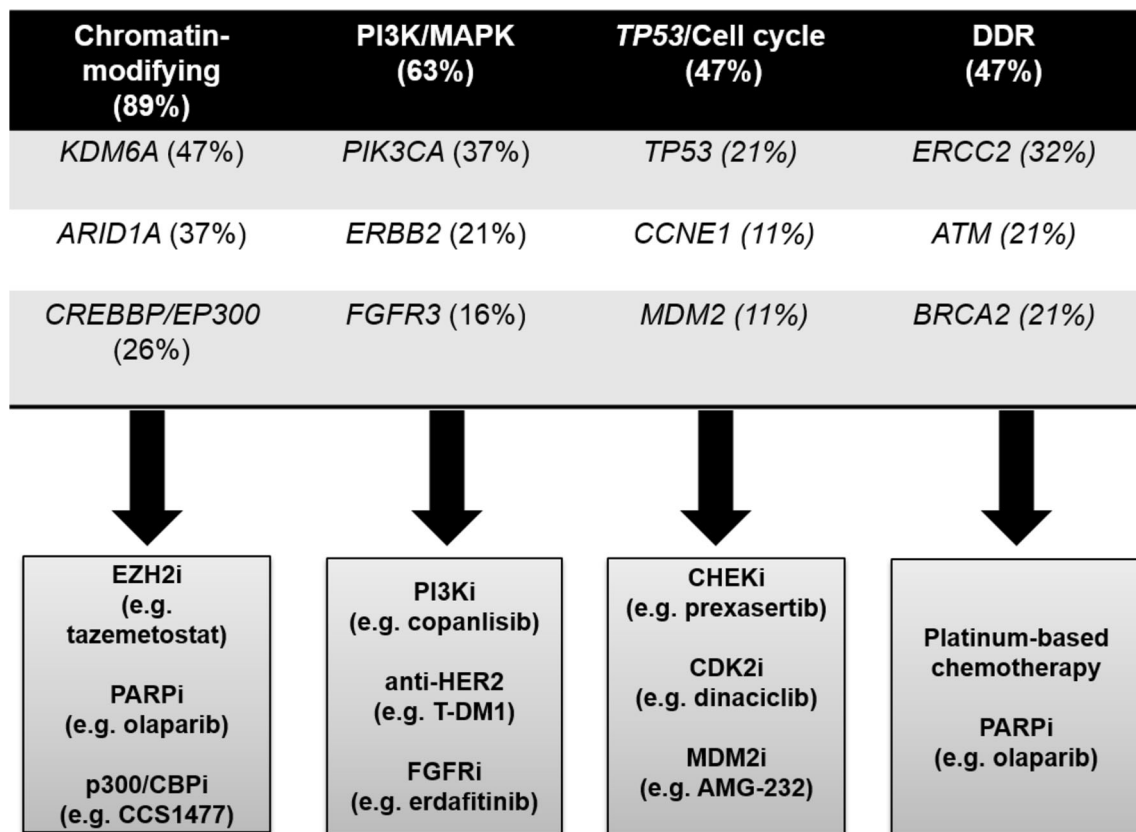 Chromatin-
modifying
(89%)
PI3K/MAPK
(63%)
TP53/Cell cycle
(47%)
DDR
(47%)
KDM6A (47%)
PIK3CA (37%)
TP53 (21%)
ERCC2 (32%)
ARID1A (37%)
ERBB2 (21%)
CCNE1 (11%)
ATM (21%)
CREBBP/EP300
(26%)
FGFR3 (16%)
MDM2 (11%)
BRCA2 (21%)
EZH2i
(e.g.
tazemetostat)
PARPi
(e.g. olaparib)
p300/CBPi
(e.g. CCS1477)
PI3Ki
(e.g. copanlisib)
anti-HER2
(e.g. T-DM1)
FGFRi
(e.g. erdafitinib)
CHEKi
(e.g. prexasertib)
CDK2i
(e.g. dinaciclib)
MDM2i
(e.g. AMG-232)
Platinum-based
chemotherapy
PARPi
(e.g. olaparib)